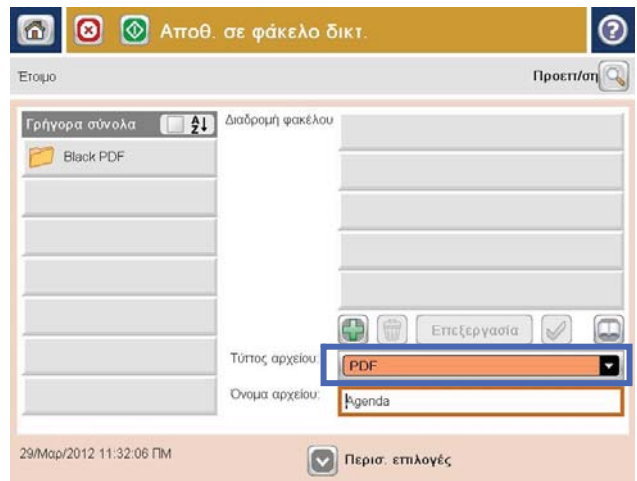 Αποθ. σε φάκελο δικτ.
?
Έτοιμο
Προεπ/ση
Γρήγορα σύνολα
Διαδρομή φακέλου
Black PDF
Επεξεργασία
Τύπος αρχείου:
PDF
Όνομα αρχείου:
Agenda
29/Μαρ/2012 11:32:06 ΠΜ
Περισ. επιλογές